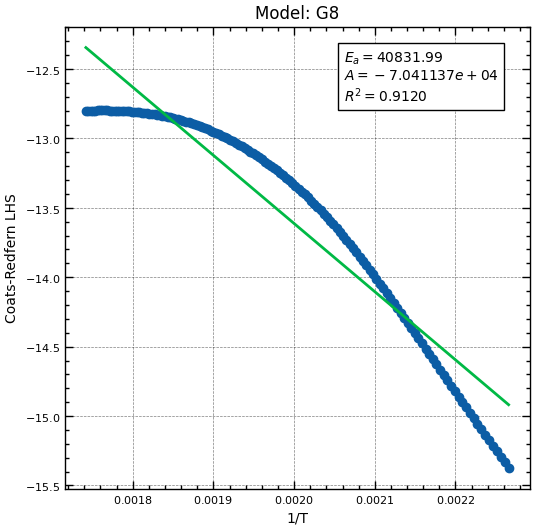 Model: G8
E_a = 40831.99
A = −7.041137e + 04
R² = 0.9120
Coats-Redfern LHS
−12.5
−13.0
−13.5
−14.0
−14.5
−15.0
−15.5
0.0018 0.0019 0.0020 0.0021 0.0022
1/T